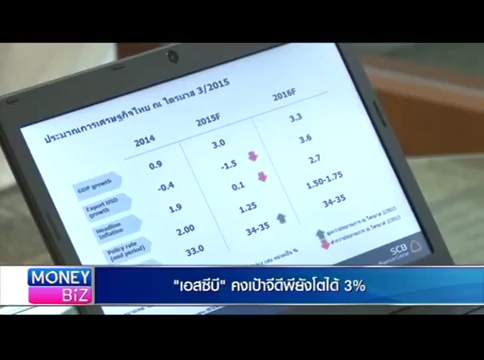 ประมาณการเศรษฐกิจไทย ณ ไตรมาส 3/2015
2014 2015F 2016F
GDP growth 0.9 3.0 3.3
Export USD growth -0.4 -1.5 3.6
Headline inflation 1.9 0.1 2.7
Policy rate (end period) 2.00 1.25 1.50-1.75
33.0 34-35 34-35
SCB
MONEY
BIZ
"เอสซีบี" คงเป้าจีดีพียังโตได้ 3%